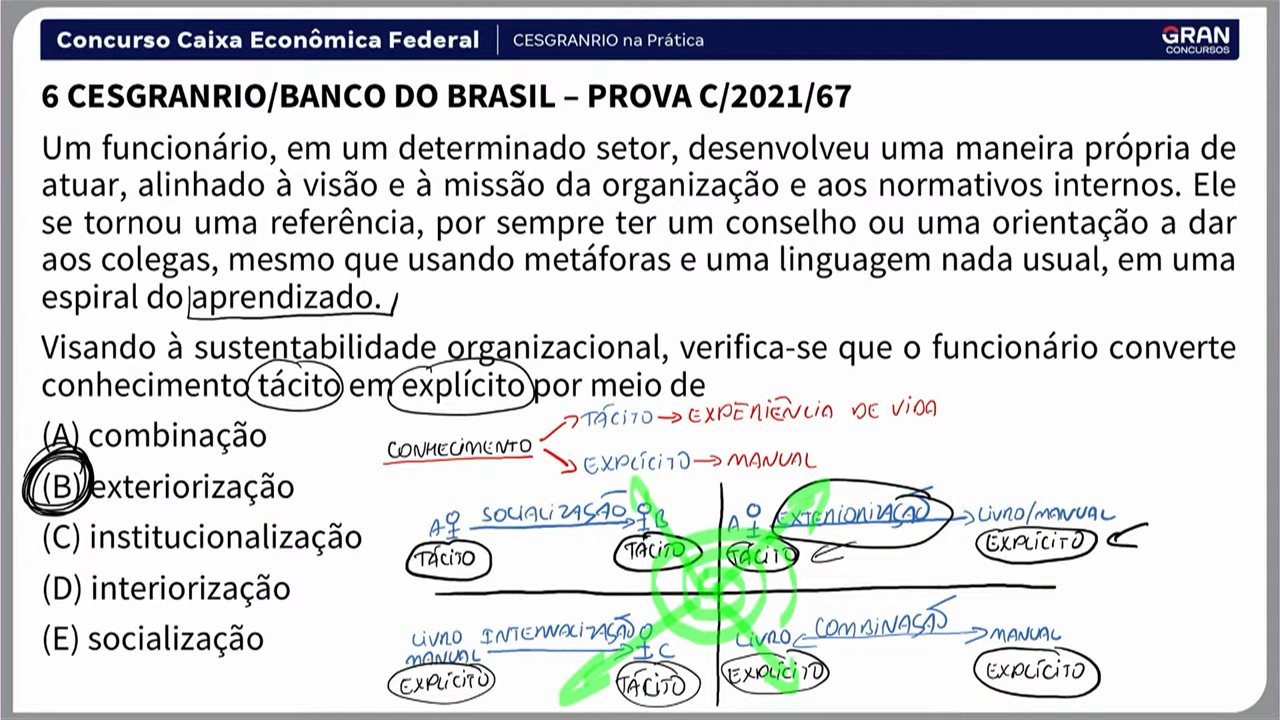 Concurso Caixa Econômica Federal | CESGRANRIO na Prática
GRAN
CONCURSOS
6 CESGRANRIO/BANCO DO BRASIL – PROVA C/2021/67
Um funcionário, em um determinado setor, desenvolveu uma maneira própria de
atuar, alinhado à visão e à missão da organização e aos normativos internos. Ele
se tornou uma referência, por sempre ter um conselho ou uma orientação a dar
aos colegas, mesmo que usando metáforas e uma linguagem nada usual, em uma
espiral do aprendizado.
Visando à sustentabilidade organizacional, verifica-se que o funcionário converte
conhecimento tácito em explícito por meio de
(A) combinação
(B) exteriorização
(C) institucionalização
(D) interiorização
(E) socialização
CONHECIMENTO
TÁCITO → EXPERIÊNCIA DE VIDA
EXPLÍCITO → MANUAL
A SOCIALIZAÇÃO B
TÁCITO TÁCITO
A EXTERIORIZAÇÃO LIVRO/MANUAL
TÁCITO EXPLÍCITO
LIVRO MANUAL INTERNALIZAÇÃO C
EXPLÍCITO TÁCITO
LIVRO COMBINAÇÃO MANUAL
EXPLÍCITO EXPLÍCITO